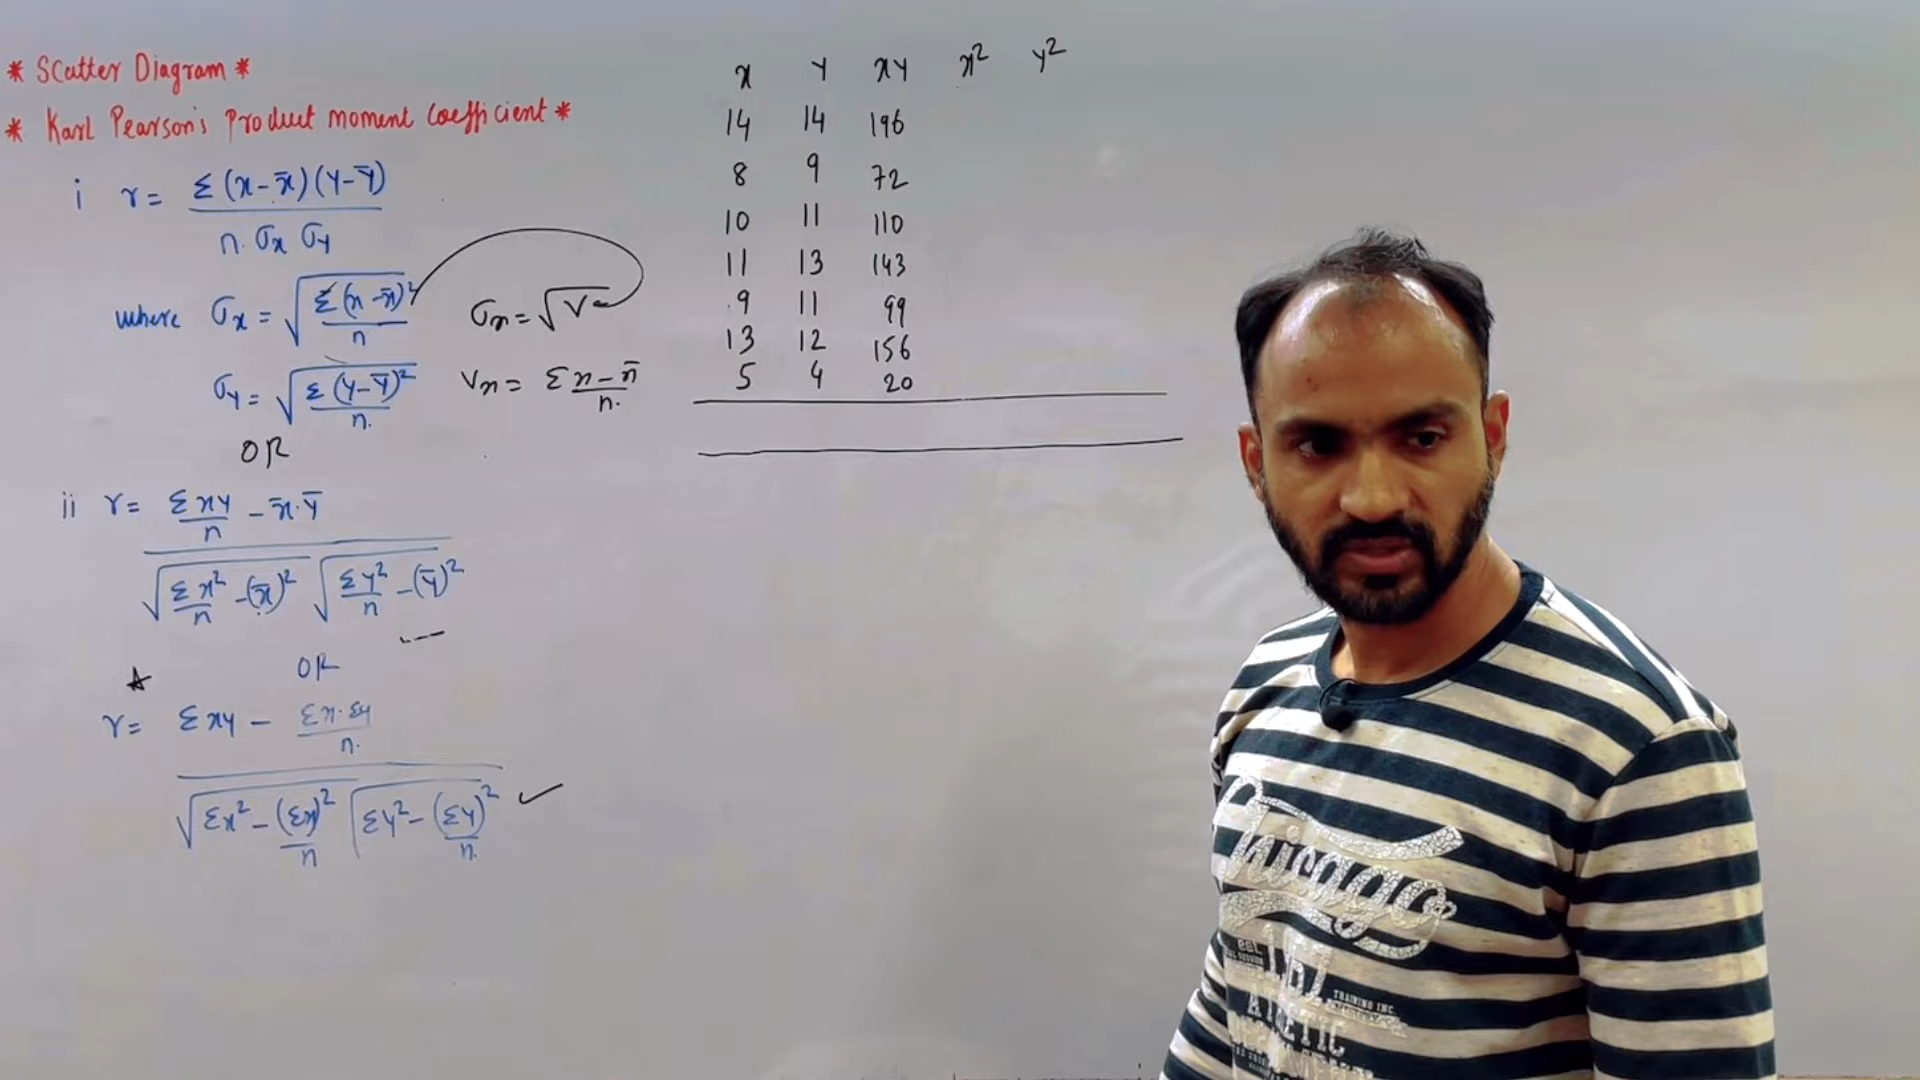 * Scatter Diagram *
* Karl Pearson's Product moment Coefficient *
i r = Σ(x-x̄)(y-ȳ)
n. σx σy
where σx = √Σ(x-x̄)²
n
σx = √V
σy = √Σ(y-ȳ)²
n.
Vx = Σ x-x̄
n.
OR
ii r = Σxy - x̄.ȳ
n
√Σx² - (x̄)² √Σy² - (ȳ)²
n n
OR
r = Σxy - Σx.Σy
n.
√Σx² - (Σx)² √Σy² - (Σy)²
n n.
x y xy x² y²
14 14 196
8 9 72
10 11 110
11 13 143
9 11 99
13 12 156
5 4 20
Chicago
TRAINING INC.